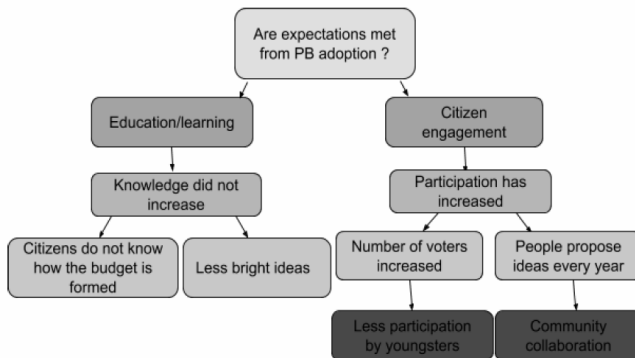 Are expectations met
from PB adoption ?
Education/learning
Citizen
engagement
Knowledge did not
increase
Participation has
increased
Citizens do not know
how the budget is
formed
Less bright ideas
Number of voters
increased
People propose
ideas every year
Less participation
by youngsters
Community
collaboration